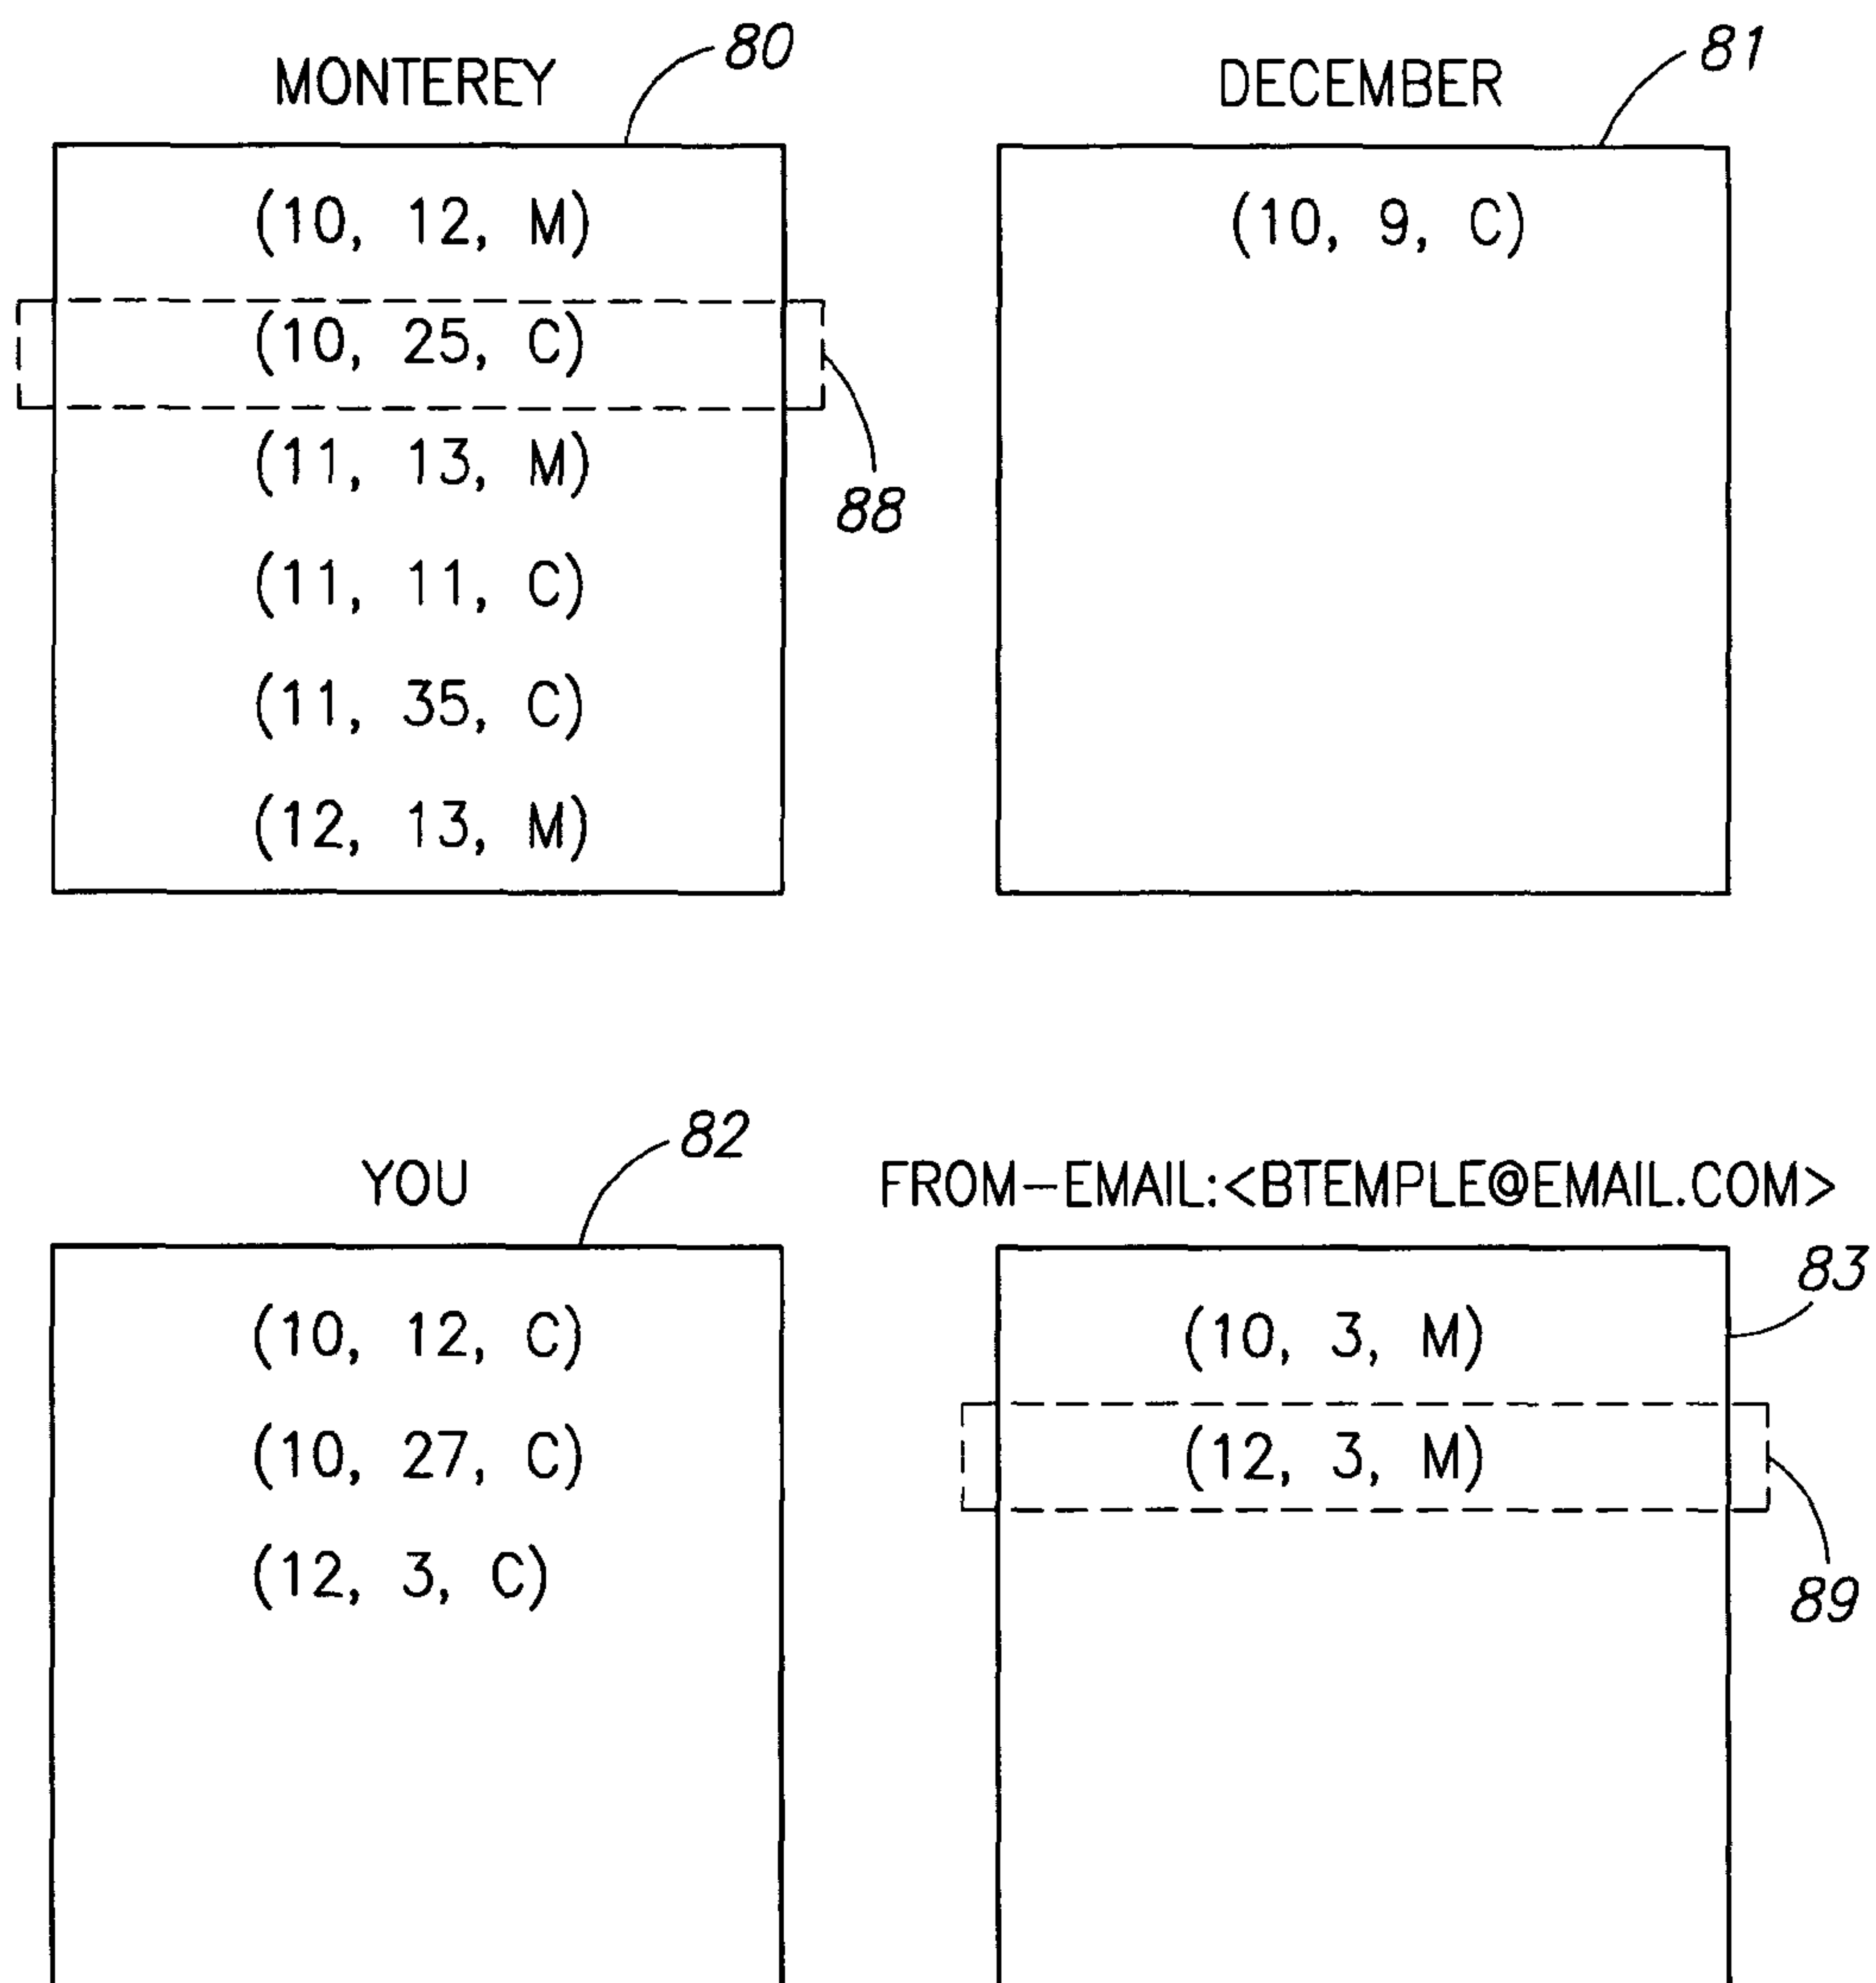 MONTEREY
80
(10, 12, M)
(10, 25, C)
(11, 13, M)
(11, 11, C)
(11, 35, C)
(12, 13, M)
88
DECEMBER
81
(10, 9, C)
YOU
82
(10, 12, C)
(10, 27, C)
(12, 3, C)
FROM-EMAIL:<BTEMPLE@EMAIL.COM>
83
(10, 3, M)
(12, 3, M)
89